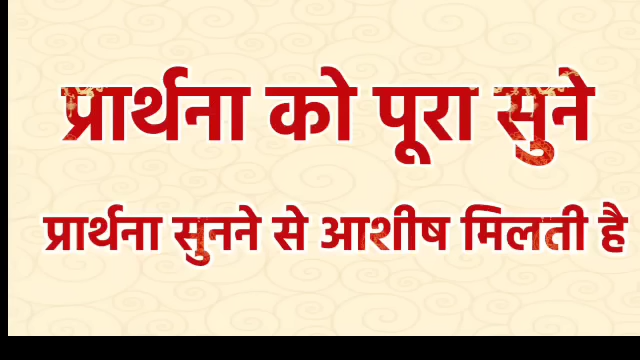 प्रार्थना को पूरा सुने
प्रार्थना सुनने से आशीष मिलती है